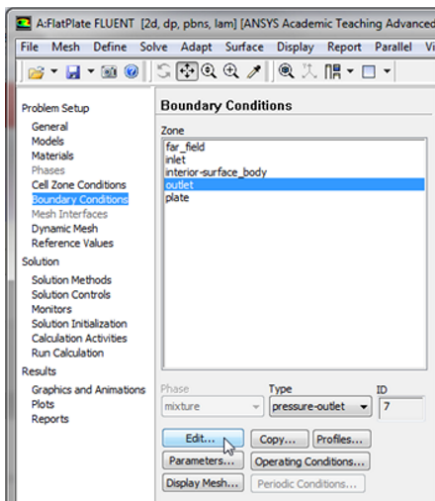 A:FlatPlate FLUENT [2d, dp, pbns, lam] [ANSYS Academic Teaching Advanced
File Mesh Define Solve Adapt Surface Display Report Parallel
Problem Setup
General
Models
Materials
Phases
Cell Zone Conditions
Boundary Conditions
Mesh Interfaces
Dynamic Mesh
Reference Values
Solution
Solution Methods
Solution Controls
Monitors
Solution Initialization
Calculation Activities
Run Calculation
Results
Graphics and Animations
Plots
Reports
Boundary Conditions
Zone
far_field
inlet
interior-surface_body
outlet
plate
Phase Type ID
mixture pressure-outlet 7
Edit... Copy... Profiles...
Parameters... Operating Conditions...
Display Mesh... Periodic Conditions...